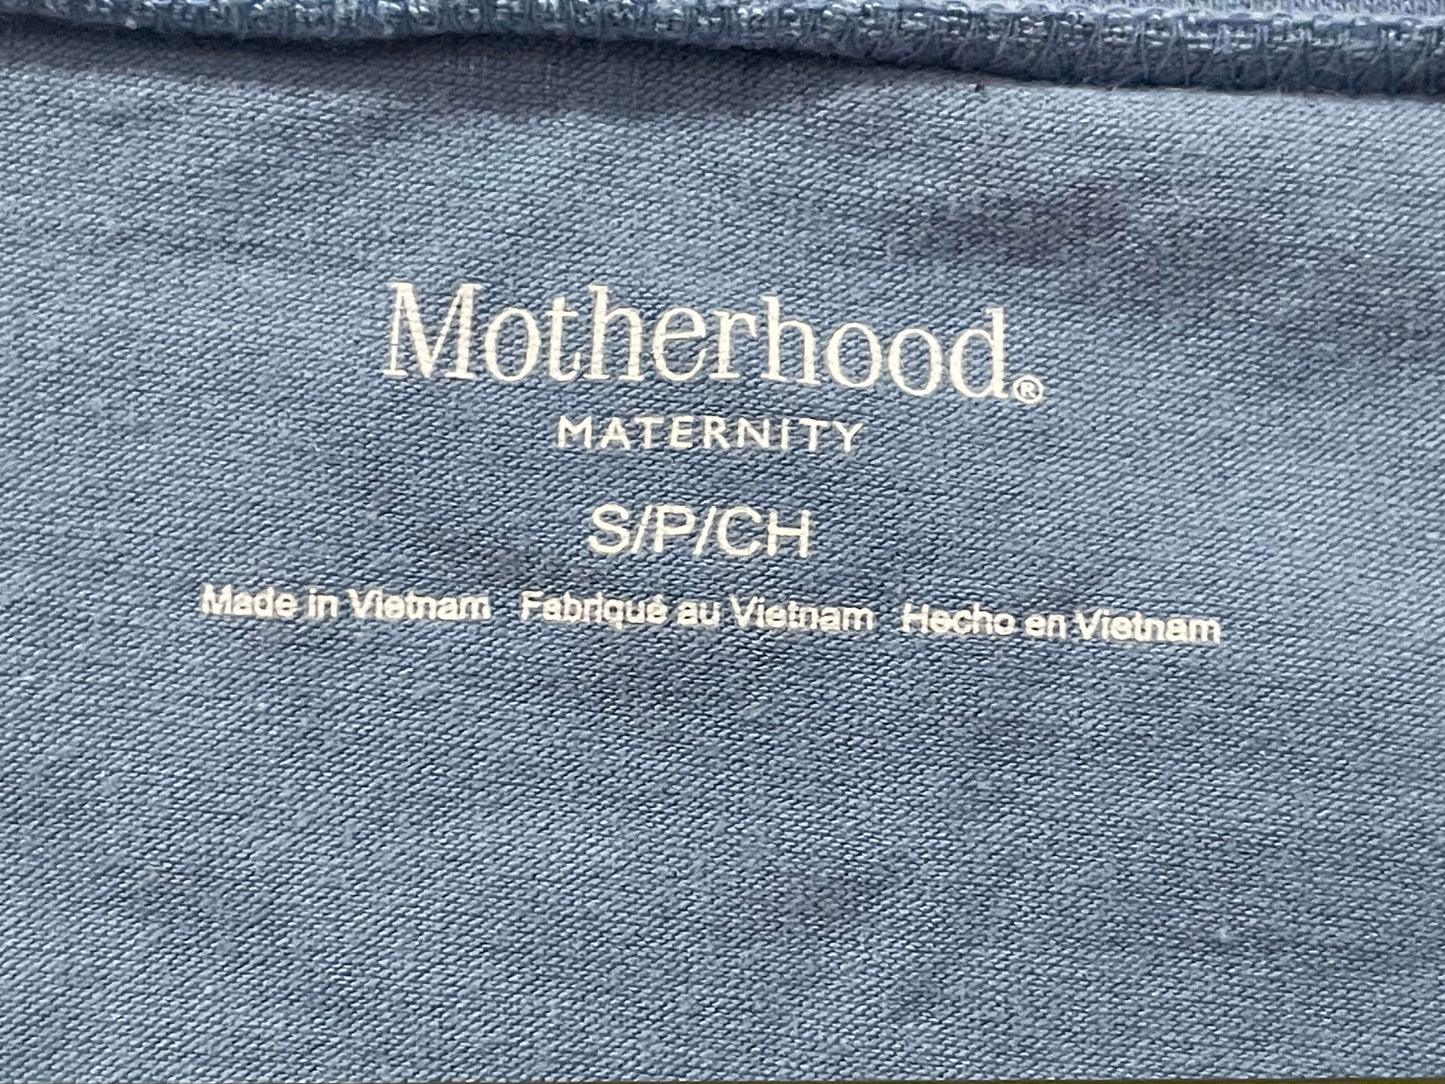 Motherhood®
MATERNITY
S/P/CH
Made in Vietnam Fabriqué au Vietnam Hecho en Vietnam